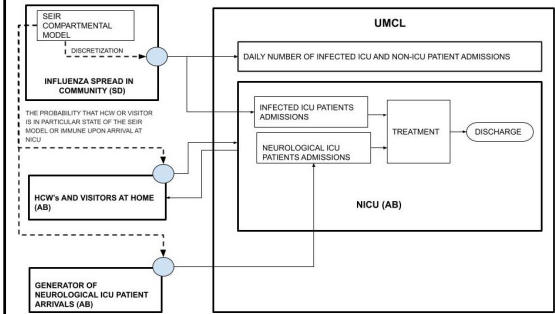 SEIR
COMPARTMENTAL
MODEL
DISCRETIZATION
INFLUENZA SPREAD IN
COMMUNITY (SD)
THE PROBABILITY THAT HCW OR VISITOR
IS IN PARTICULAR STATE OF THE SEIR
MODEL OR IMMUNE UPON ARRIVAL AT
NICU
HCW's AND VISITORS AT HOME
(AB)
GENERATOR OF
NEUROLOGICAL ICU PATIENT
ARRIVALS (AB)
UMCL
DAILY NUMBER OF INFECTED ICU AND NON-ICU PATIENT ADMISSIONS
INFECTED ICU PATIENTS
ADMISSIONS
NEUROLOGICAL ICU
PATIENTS ADMISSIONS
TREATMENT
DISCHARGE
NICU (AB)